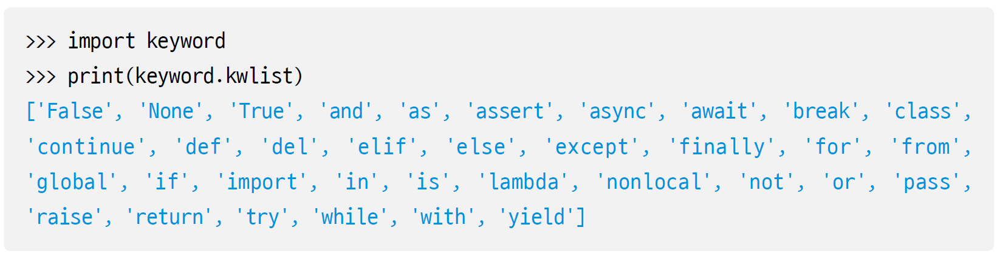 >>> import keyword
>>> print(keyword.kwlist)
['False', 'None', 'True', 'and', 'as', 'assert', 'async', 'await', 'break', 'class',
'continue', 'def', 'del', 'elif', 'else', 'except', 'finally', 'for', 'from',
'global', 'if', 'import', 'in', 'is', 'lambda', 'nonlocal', 'not', 'or', 'pass',
'raise', 'return', 'try', 'while', 'with', 'yield']